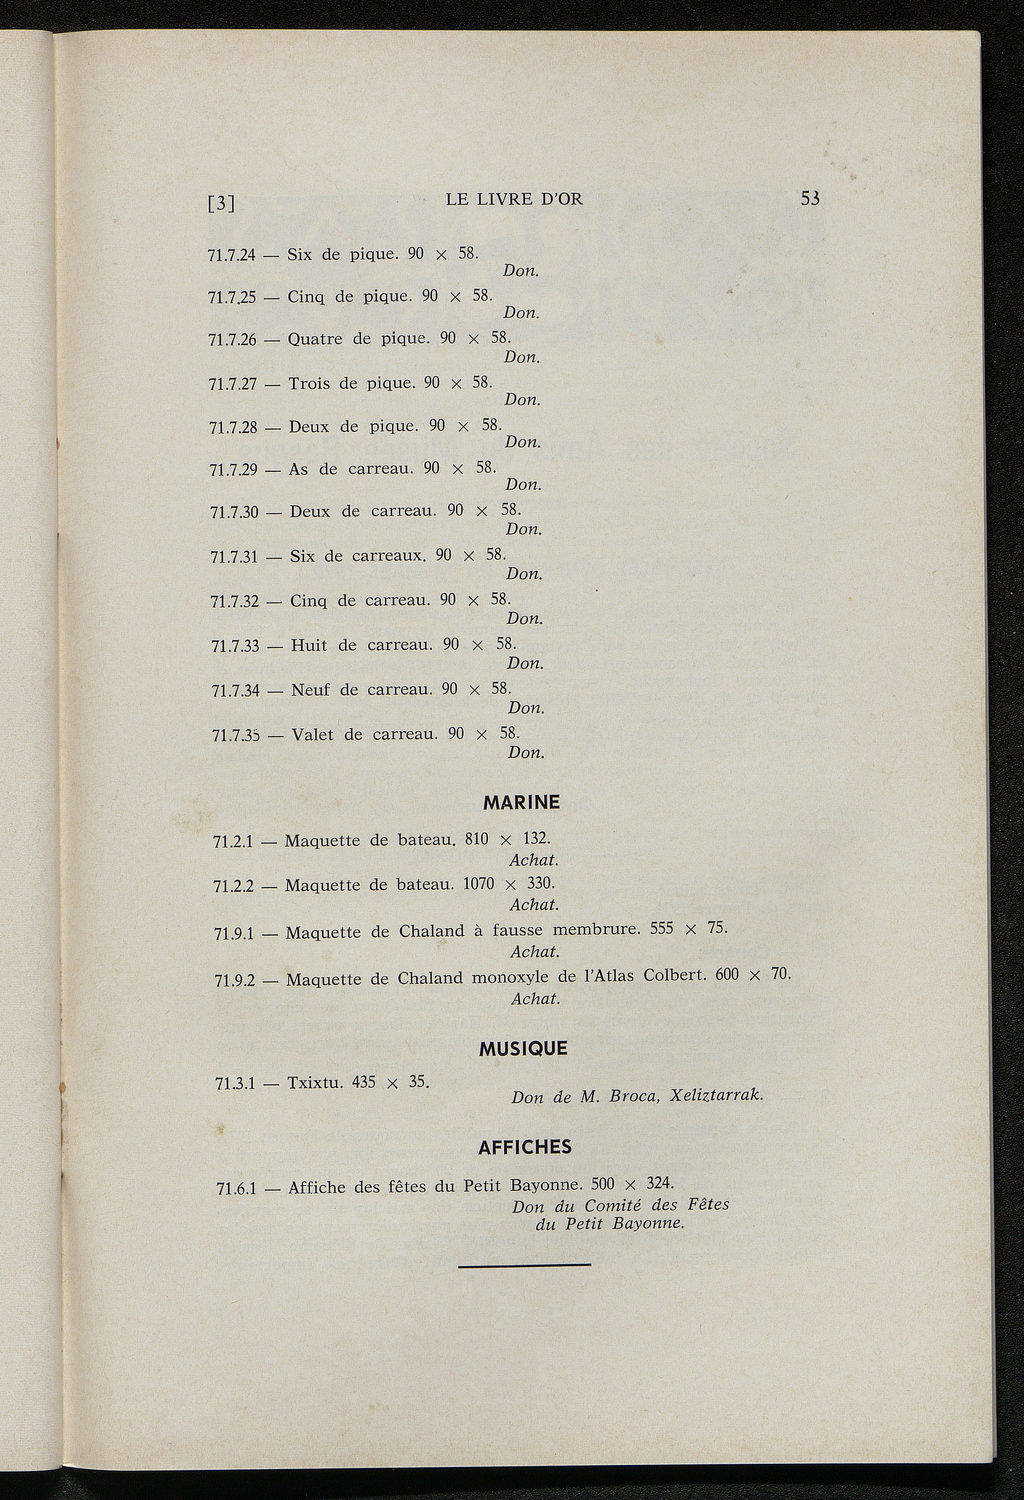 [3] LE LIVRE D'OR 53
71.7.24 — Six de pique. 90 × 58.
Don.
71.7.25 — Cinq de pique. 90 × 58.
Don.
71.7.26 — Quatre de pique. 90 × 58.
Don.
71.7.27 — Trois de pique. 90 × 58.
Don.
71.7.28 — Deux de pique. 90 × 58.
Don.
71.7.29 — As de carreau. 90 × 58.
Don.
71.7.30 — Deux de carreau. 90 × 58.
Don.
71.7.31 — Six de carreaux. 90 × 58.
Don.
71.7.32 — Cinq de carreau. 90 × 58.
Don.
71.7.33 — Huit de carreau. 90 × 58.
Don.
71.7.34 — Neuf de carreau. 90 × 58.
Don.
71.7.35 — Valet de carreau. 90 × 58.
Don.
MARINE
71.2.1 — Maquette de bateau. 810 × 132.
Achat.
71.2.2 — Maquette de bateau. 1070 × 330.
Achat.
71.9.1 — Maquette de Chaland à fausse membrure. 555 × 75.
Achat.
71.9.2 — Maquette de Chaland monoxyle de l'Atlas Colbert. 600 × 70.
Achat.
MUSIQUE
71.3.1 — Txixtu. 435 × 35.
Don de M. Broca, Xeliztarrak.
AFFICHES
71.6.1 — Affiche des fêtes du Petit Bayonne. 500 × 324.
Don du Comité des Fêtes
du Petit Bayonne.